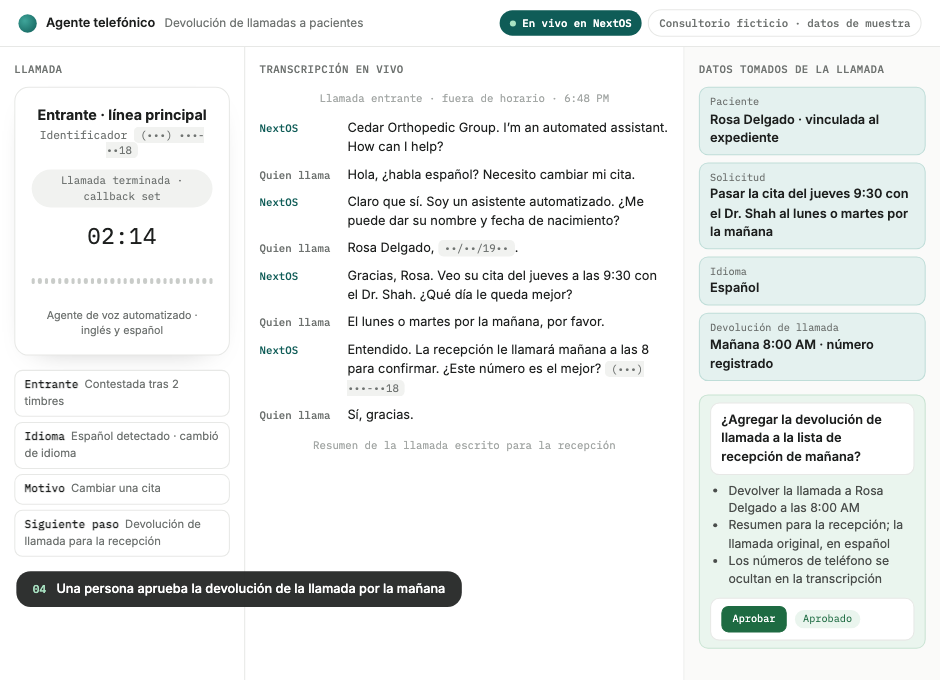 Agente telefónico Devolución de llamadas a pacientes
En vivo en NextOS
Consultorio ficticio · datos de muestra
LLAMADA
Entrante · línea principal
Identificador (•••) •••-
••18
Llamada terminada ·
callback set
02:14
Agente de voz automatizado ·
inglés y español
Entrante Contestada tras 2
timbres
Idioma Español detectado · cambió
de idioma
Motivo Cambiar una cita
Siguiente paso Devolución de
llamada para la recepción
TRANSCRIPCIÓN EN VIVO
Llamada entrante · fuera de horario · 6:48 PM
NextOS Cedar Orthopedic Group. I'm an automated assistant.
How can I help?
Quien llama Hola, ¿habla español? Necesito cambiar mi cita.
NextOS Claro que sí. Soy un asistente automatizado. ¿Me
puede dar su nombre y fecha de nacimiento?
Quien llama Rosa Delgado, ••/••/19••.
NextOS Gracias, Rosa. Veo su cita del jueves a las 9:30 con
el Dr. Shah. ¿Qué día le queda mejor?
Quien llama El lunes o martes por la mañana, por favor.
NextOS Entendido. La recepción le llamará mañana a las 8
para confirmar. ¿Este número es el mejor? (•••)
•••-••18
Quien llama Sí, gracias.
Resumen de la llamada escrito para la recepción
04 Una persona aprueba la devolución de la llamada por la mañana
DATOS TOMADOS DE LA LLAMADA
Paciente
Rosa Delgado · vinculada al
expediente
Solicitud
Pasar la cita del jueves 9:30 con
el Dr. Shah al lunes o martes por
la mañana
Idioma
Español
Devolución de llamada
Mañana 8:00 AM · número
registrado
¿Agregar la devolución de
llamada a la lista de
recepción de mañana?
• Devolver la llamada a Rosa
Delgado a las 8:00 AM
• Resumen para la recepción; la
llamada original, en español
• Los números de teléfono se
ocultan en la transcripción
Aprobar Aprobado